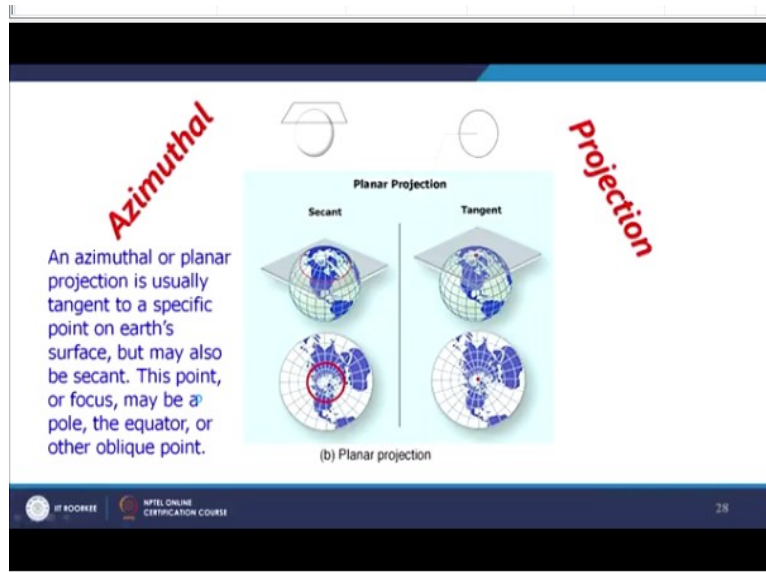 Azimuthal
Projection
An azimuthal or planar
projection is usually
tangent to a specific
point on earth's
surface, but may also
be secant. This point,
or focus, may be a
pole, the equator, or
other oblique point.
Planar Projection
Secant
Tangent
(b) Planar projection
IIT ROORKEE
NPTEL ONLINE
CERTIFICATION COURSE
28